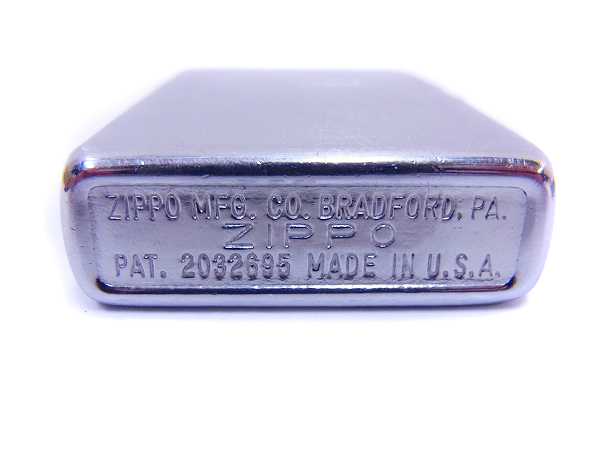 ZIPPO MFG. CO. BRADFORD, PA.
ZIPPO
PAT. 2032695 MADE IN U.S.A.